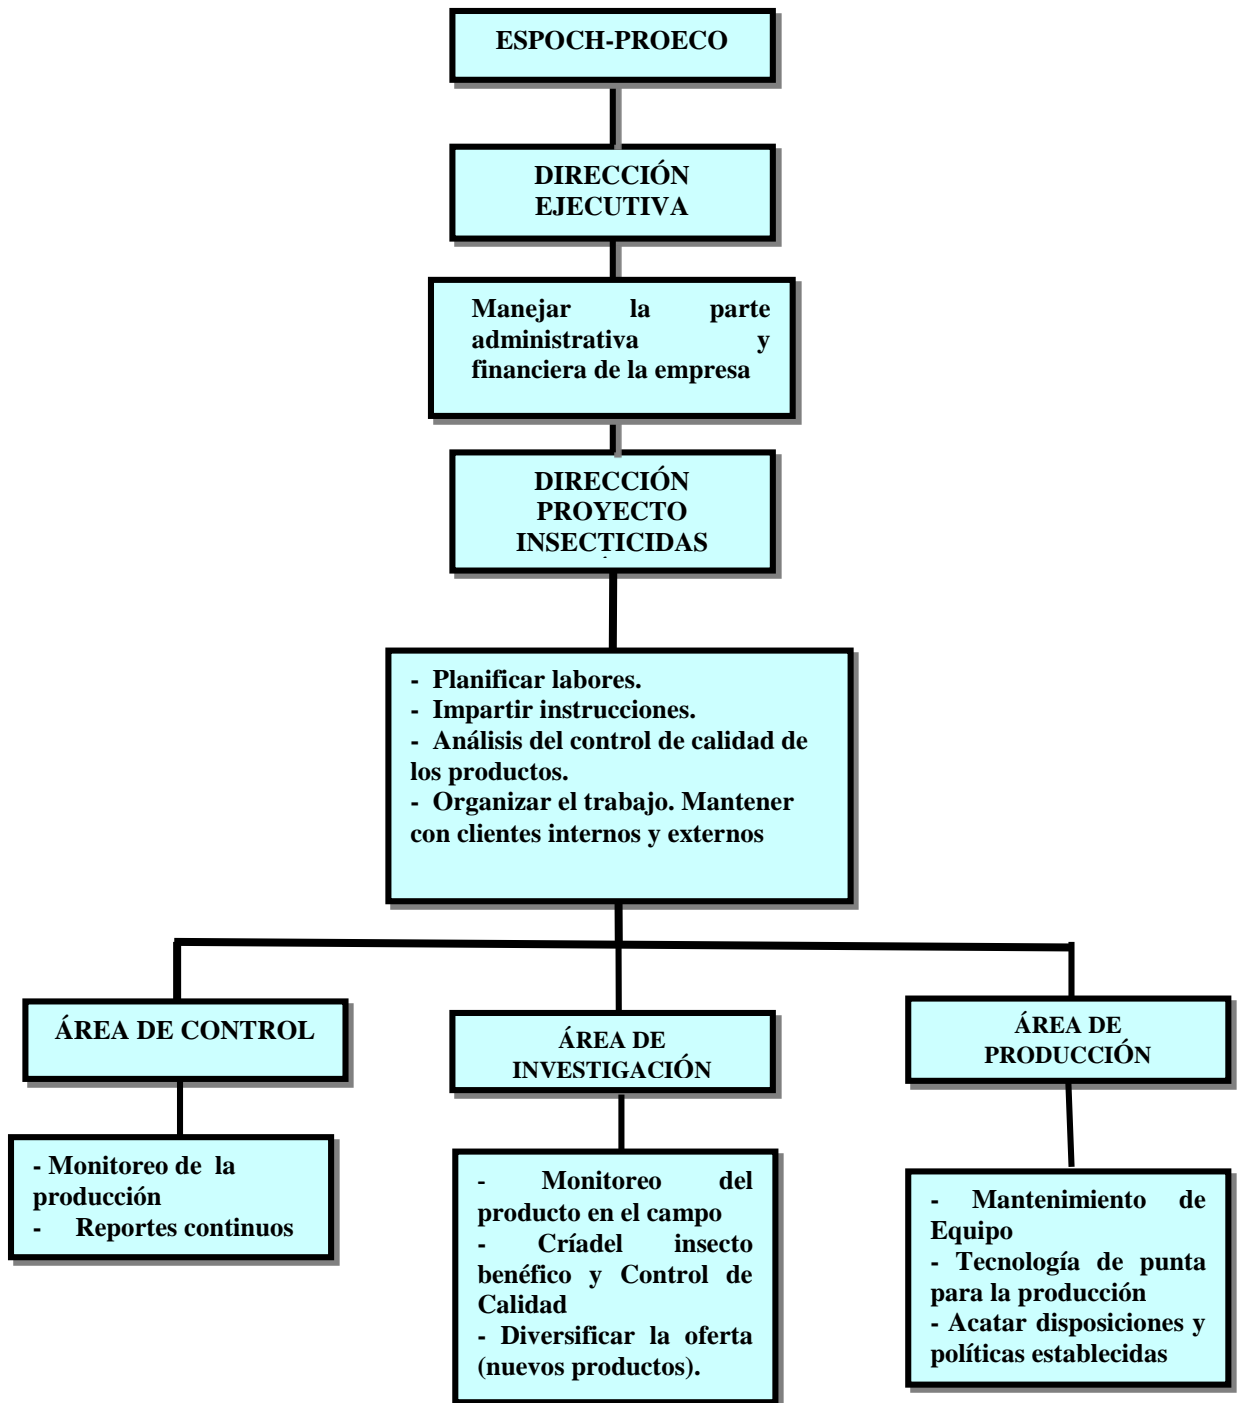 ESPOCH-PROECO
DIRECCIÓN
EJECUTIVA
Manejar la parte
administrativa y
financiera de la empresa
DIRECCIÓN
PROYECTO
INSECTICIDAS
- Planificar labores.
- Impartir instrucciones.
- Análisis del control de calidad de
los productos.
- Organizar el trabajo. Mantener
con clientes internos y externos
ÁREA DE CONTROL
- Monitoreo de la
producción
- Reportes continuos
ÁREA DE
INVESTIGACIÓN
- Monitoreo del
producto en el campo
- Críadel insecto
benéfico y Control de
Calidad
- Diversificar la oferta
(nuevos productos).
ÁREA DE
PRODUCCIÓN
- Mantenimiento de
Equipo
- Tecnología de punta
para la producción
- Acatar disposiciones y
políticas establecidas